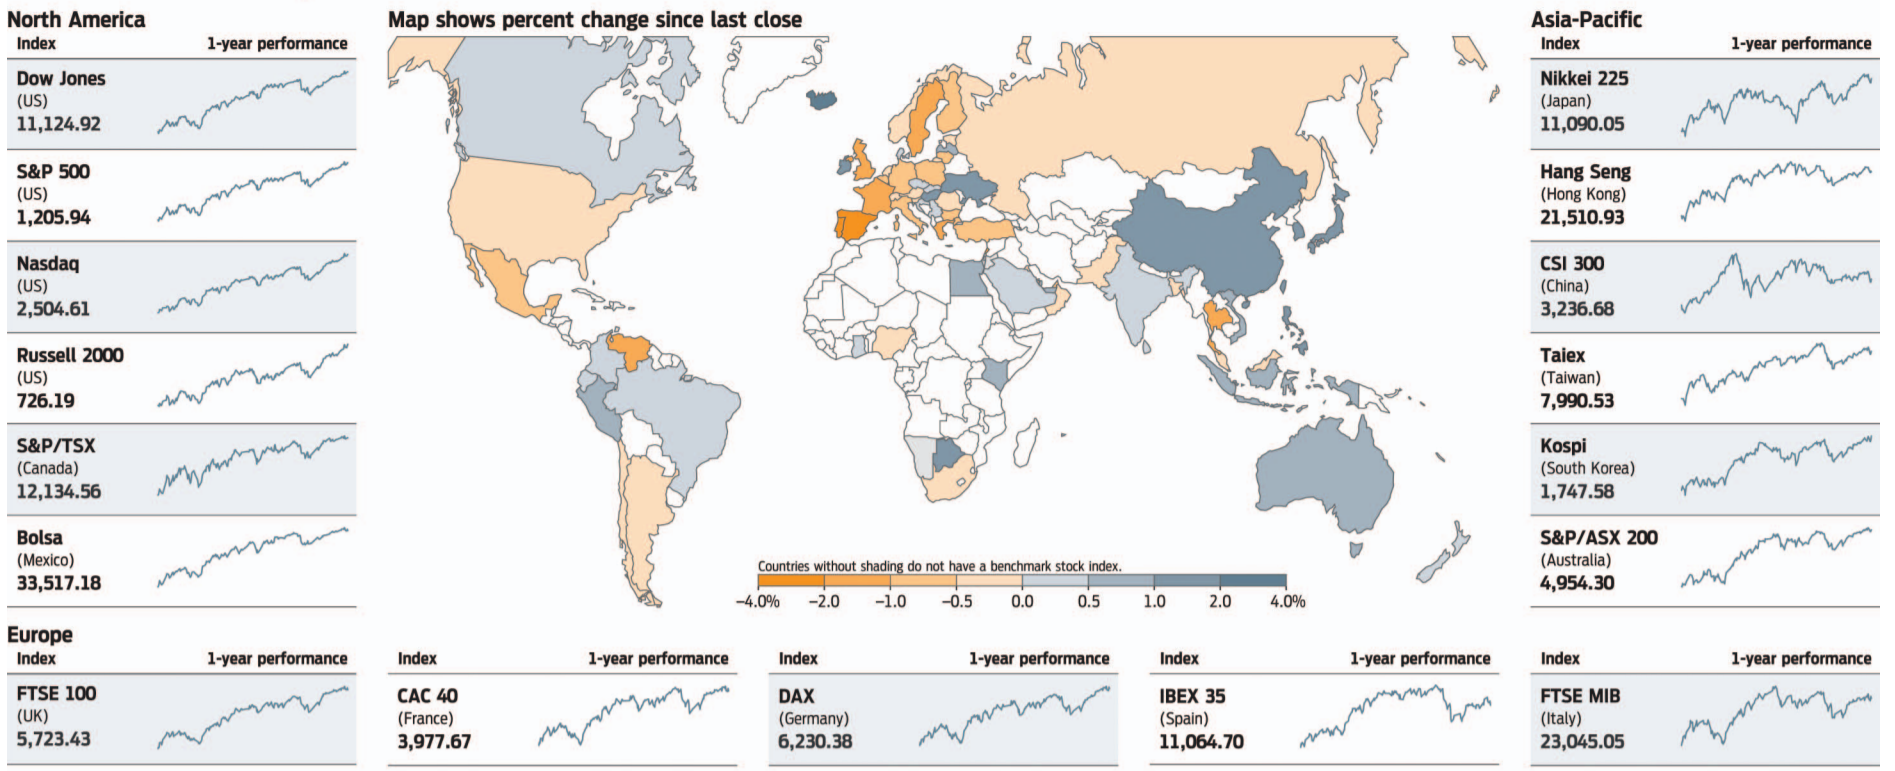 North America
Index 1-year performance
Dow Jones
(US)
11,124.92
S&P 500
(US)
1,205.94
Nasdaq
(US)
2,504.61
Russell 2000
(US)
726.19
S&P/TSX
(Canada)
12,134.56
Bolsa
(Mexico)
33,517.18
Map shows percent change since last close
Countries without shading do not have a benchmark stock index.
−4.0% −2.0 −1.0 −0.5 0.0 0.5 1.0 2.0 4.0%
Asia-Pacific
Index 1-year performance
Nikkei 225
(Japan)
11,090.05
Hang Seng
(Hong Kong)
21,510.93
CSI 300
(China)
3,236.68
Taiex
(Taiwan)
7,990.53
Kospi
(South Korea)
1,747.58
S&P/ASX 200
(Australia)
4,954.30
Europe
Index 1-year performance
FTSE 100
(UK)
5,723.43
Index 1-year performance
CAC 40
(France)
3,977.67
Index 1-year performance
DAX
(Germany)
6,230.38
Index 1-year performance
IBEX 35
(Spain)
11,064.70
Index 1-year performance
FTSE MIB
(Italy)
23,045.05